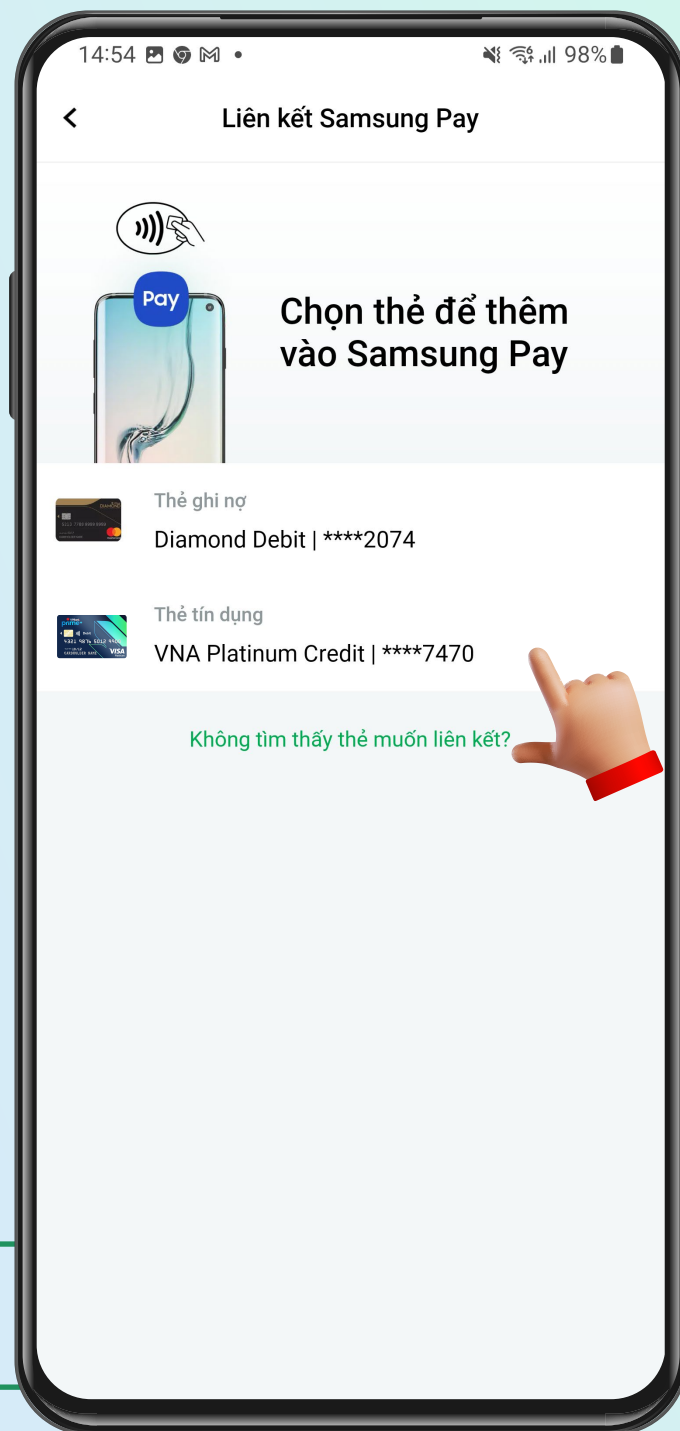 14:54
98%
Liên kết Samsung Pay
Pay
Chọn thẻ để thêm
vào Samsung Pay
Thẻ ghi nợ
Diamond Debit | ****2074
Thẻ tín dụng
VNA Platinum Credit | ****7470
VISA
Không tìm thấy thẻ muốn liên kết?